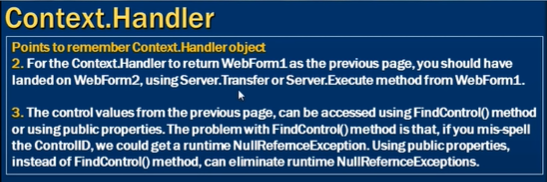 Context.Handler
Points to remember Context.Handler object
2. For the Context.Handler to return WebForm1 as the previous page, you should have
landed on WebForm2, using Server.Transfer or Server.Execute method from WebForm1.
3. The control values from the previous page, can be accessed using FindControl() method
or using public properties. The problem with FindControl() method is that, if you mis-spell
the ControlID, we could get a runtime NullRefernceException. Using public properties,
instead of FindControl() method, can eliminate runtime NullRefernceExceptions.